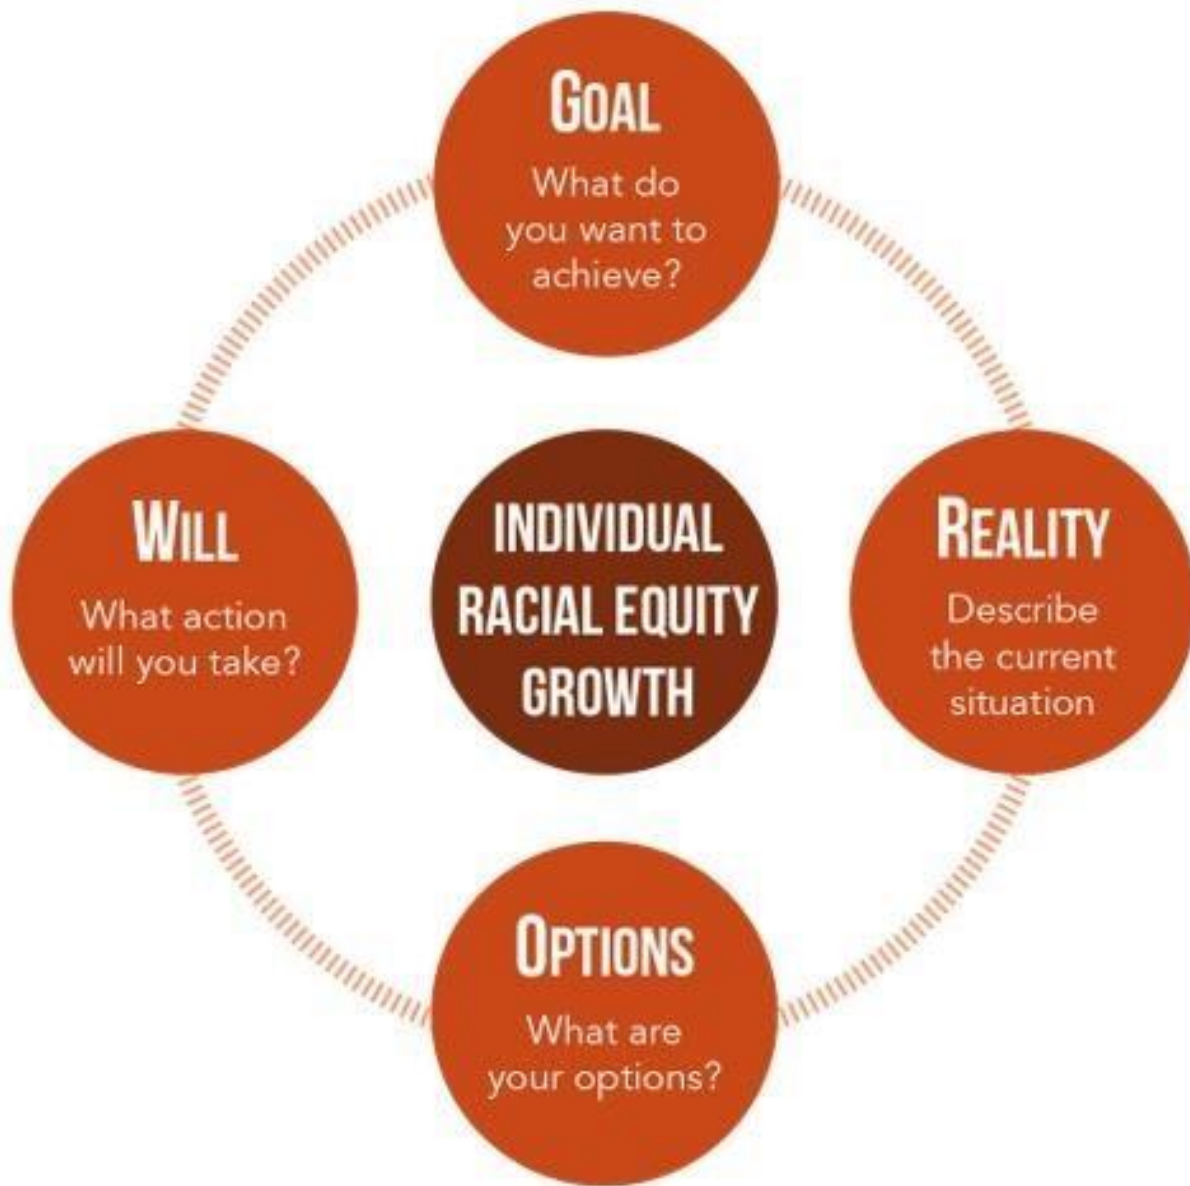 GOAL
What do
you want to
achieve?
WILL
What action
will you take?
INDIVIDUAL
RACIAL EQUITY
GROWTH
REALITY
Describe
the current
situation
OPTIONS
What are
your options?